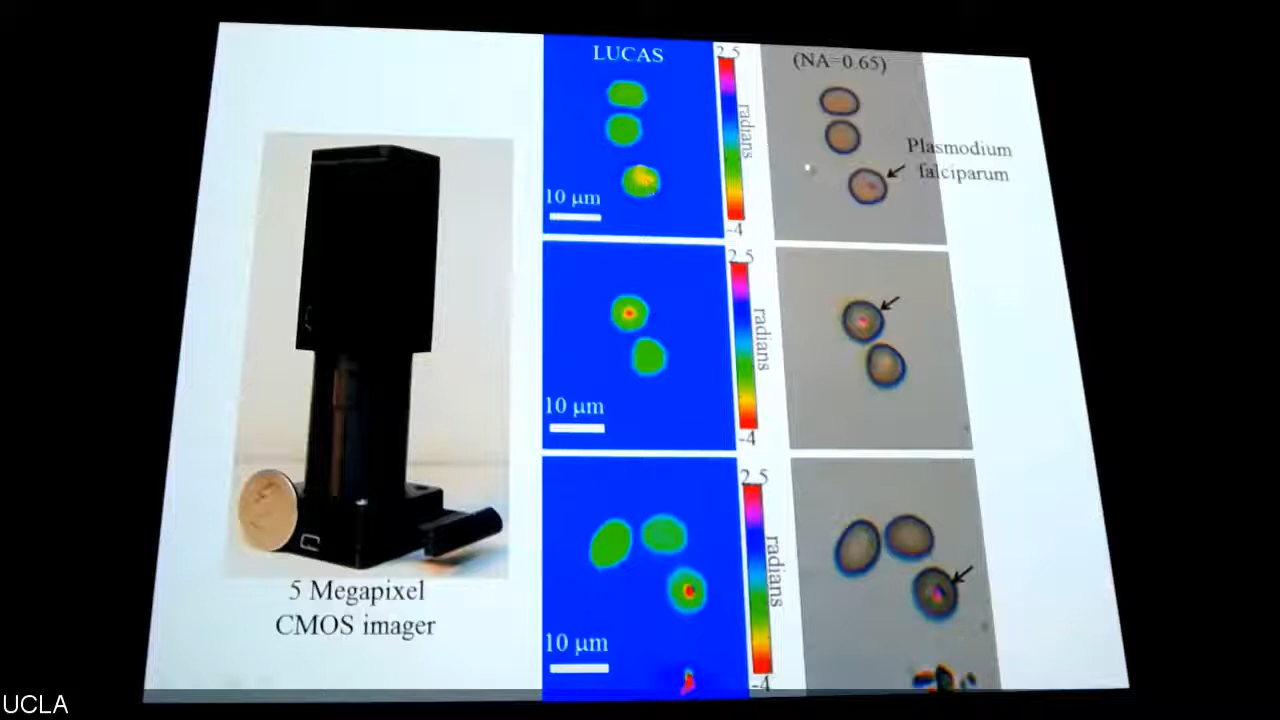 LUCAS
2.5
(NA=0.65)
radians
Plasmodium
falciparum
10 μm
-4
2.5
radians
10 μm
-4
5 Megapixel
CMOS imager
2.5
radians
10 μm
-4
UCLA